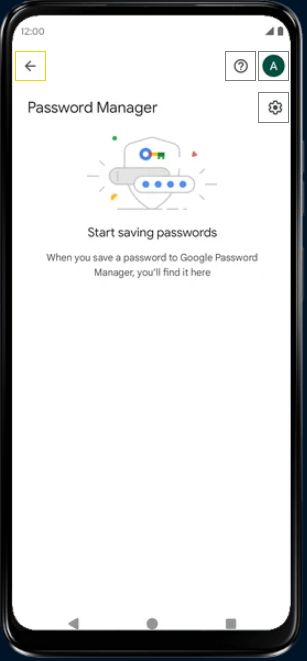 12:00
A
Password Manager
Start saving passwords
When you save a password to Google Password
Manager, you'll find it here